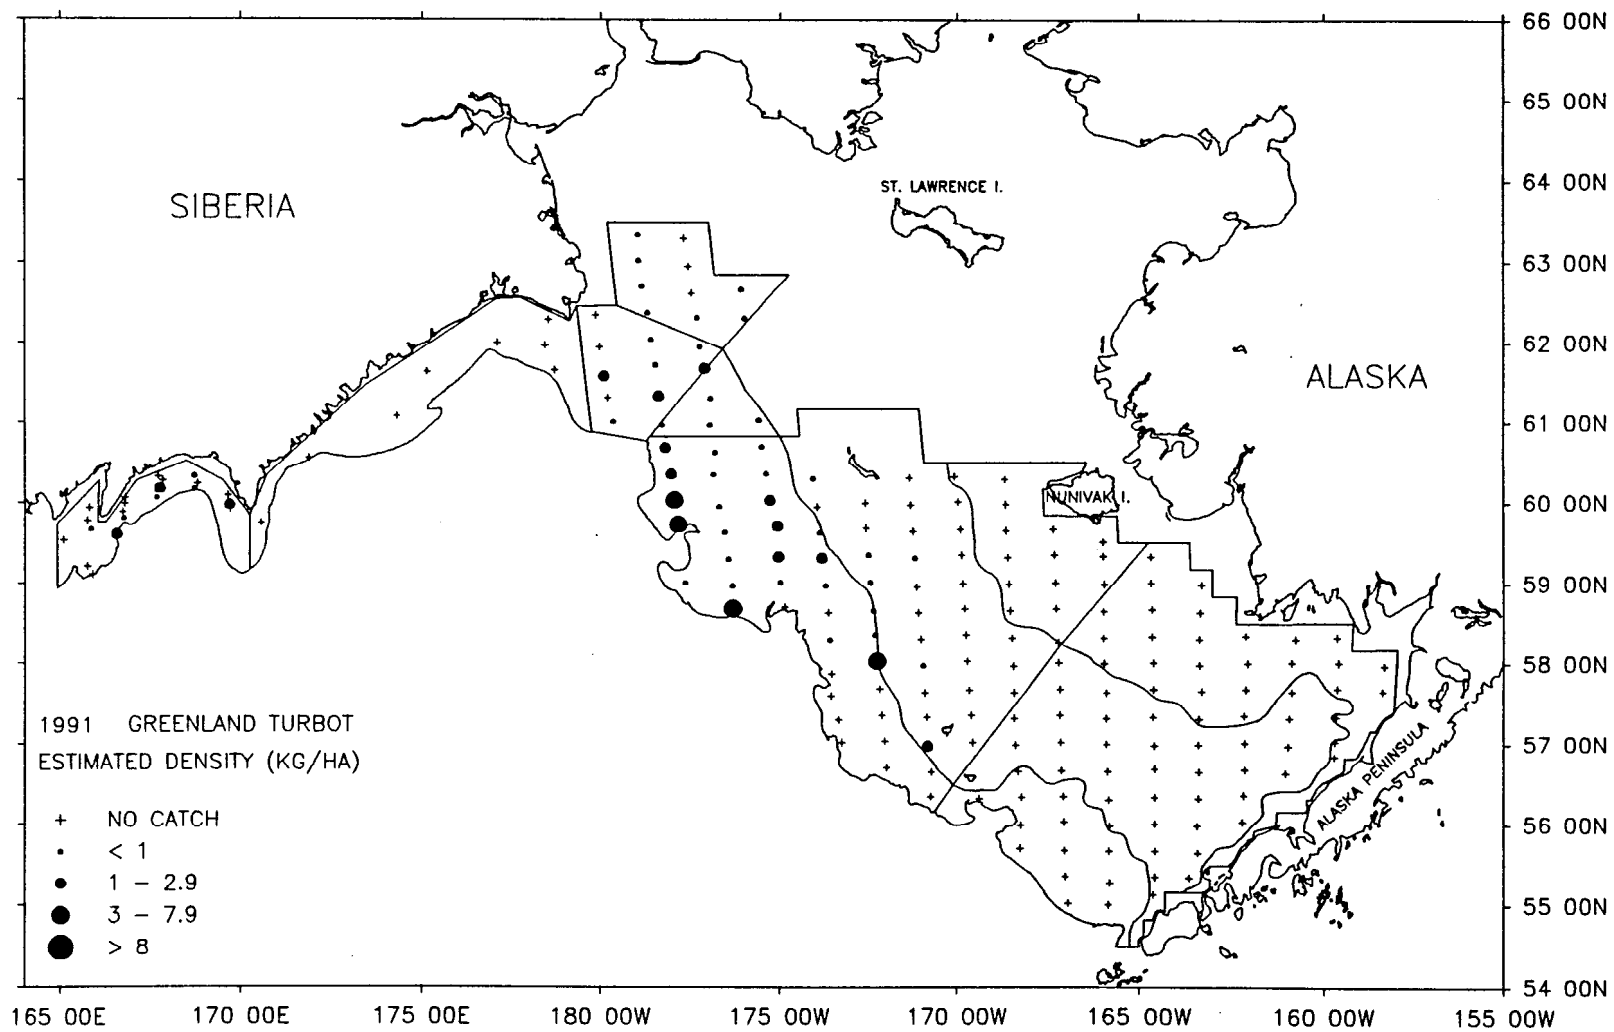 66 00N
65 00N
64 00N
63 00N
62 00N
61 00N
60 00N
59 00N
58 00N
57 00N
56 00N
55 00N
54 00N
SIBERIA
ST. LAWRENCE I.
ALASKA
NUNIVAK I.
ALASKA PENINSULA
1991 GREENLAND TURBOT
ESTIMATED DENSITY (KG/HA)
+ NO CATCH
< 1
1 – 2.9
3 – 7.9
> 8
165 00E 170 00E 175 00E 180 00W 175 00W 170 00W 165 00W 160 00W 155 00W